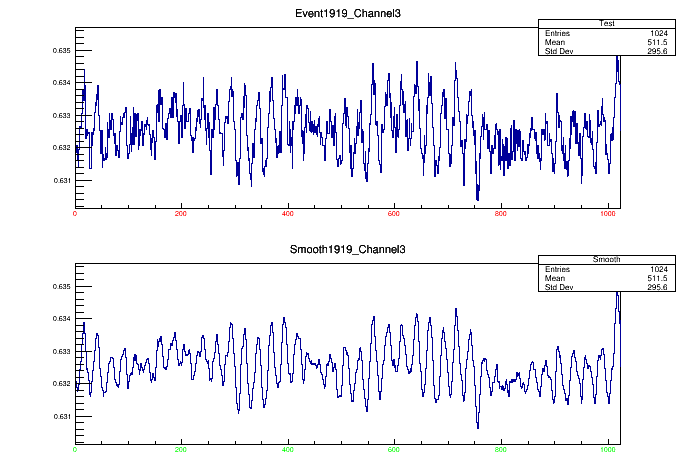 Event1919_Channel3
Test
Entries 1024
Mean 511.5
Std Dev 295.6
0.635
0.634
0.633
0.632
0.631
0 200 400 600 800 1000
Smooth1919_Channel3
Smooth
Entries 1024
Mean 511.5
Std Dev 295.6
0.635
0.634
0.633
0.632
0.631
0 200 400 600 800 1000